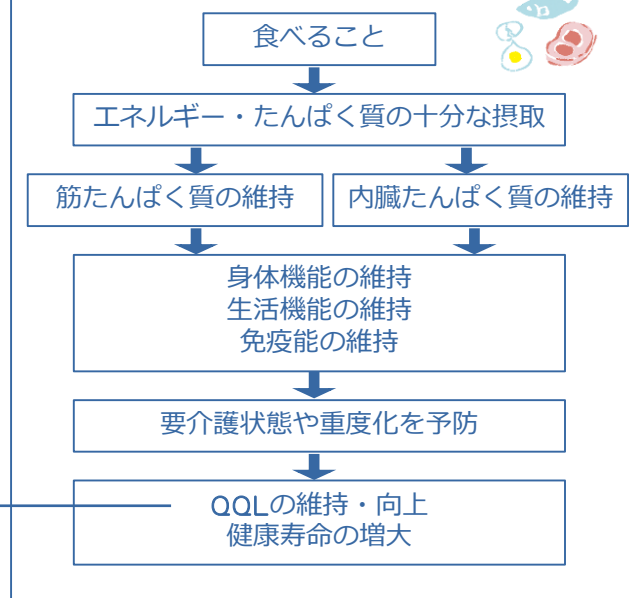 食べること
エネルギー・たんぱく質の十分な摂取
筋たんぱく質の維持
内臓たんぱく質の維持
身体機能の維持
生活機能の維持
免疫能の維持
要介護状態や重度化を予防
QOLの維持・向上
健康寿命の増大